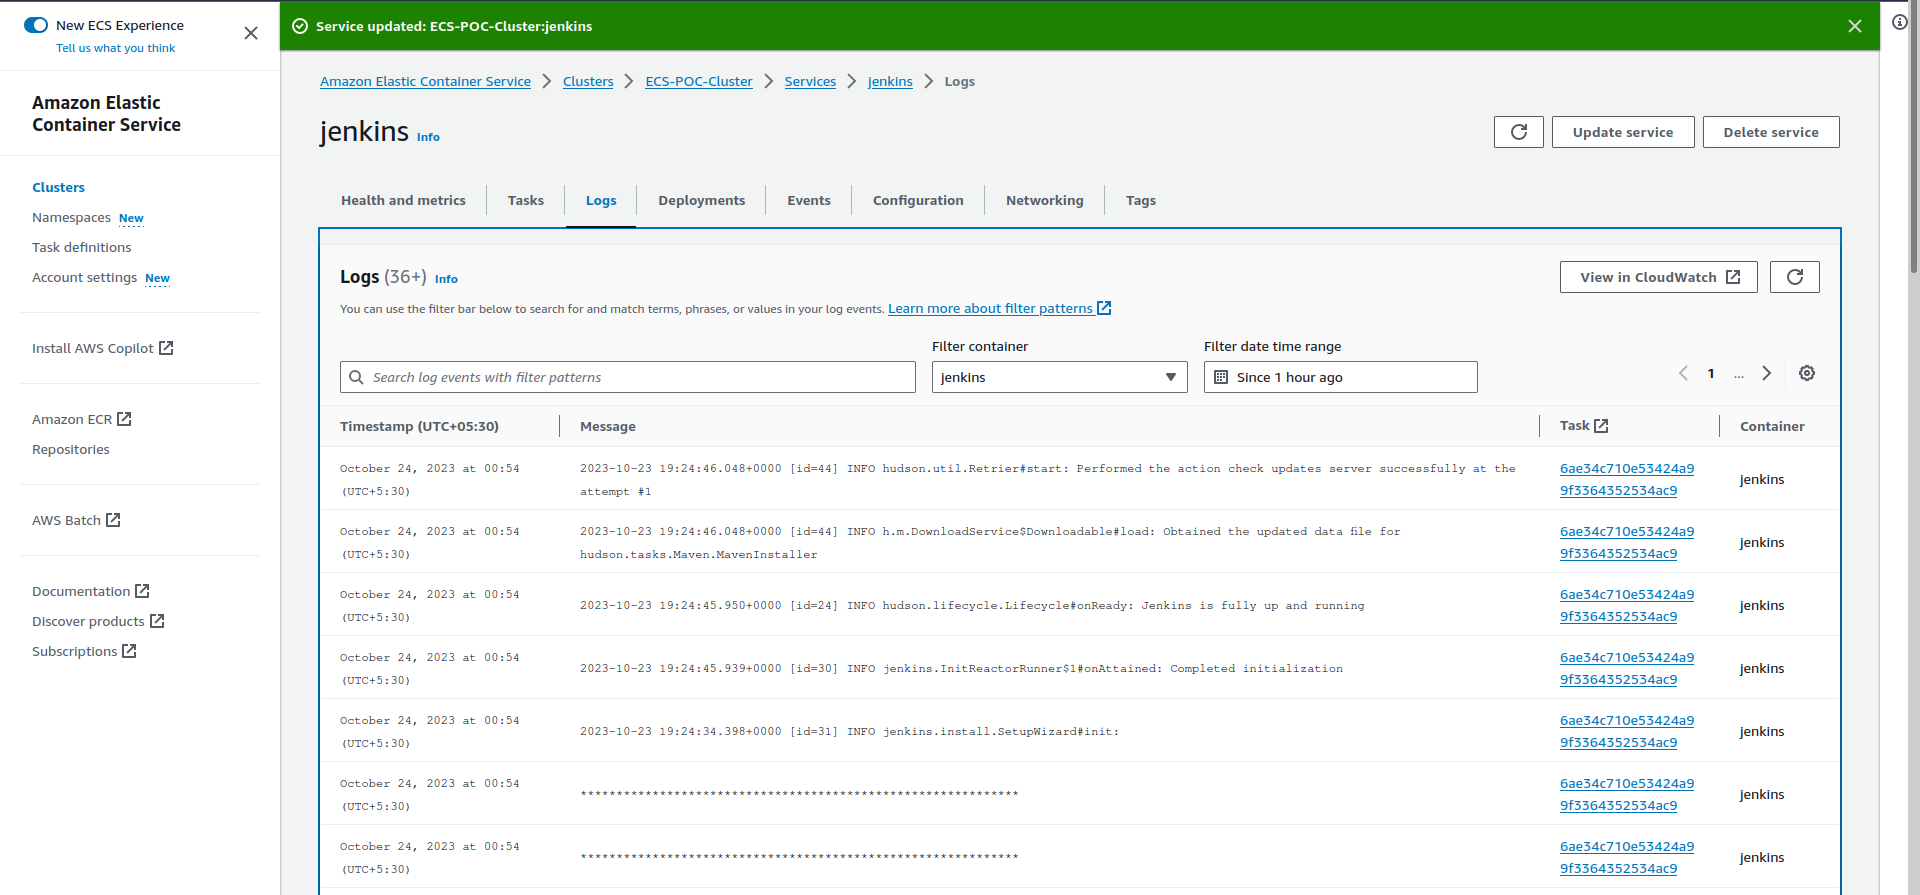 New ECS Experience
Tell us what you think
Amazon Elastic
Container Service
Clusters
Namespaces New
Task definitions
Account settings New
Install AWS Copilot
Amazon ECR
Repositories
AWS Batch
Documentation
Discover products
Subscriptions
Service updated: ECS-POC-Cluster:jenkins
Amazon Elastic Container Service > Clusters > ECS-POC-Cluster > Services > jenkins > Logs
jenkins Info
Update service
Delete service
Health and metrics Tasks Logs Deployments Events Configuration Networking Tags
Logs (36+) Info
View in CloudWatch
You can use the filter bar below to search for and match terms, phrases, or values in your log events. Learn more about filter patterns
Filter container
Filter date time range
Search log events with filter patterns
jenkins
Since 1 hour ago
1 ...
Timestamp (UTC+05:30) Message Task Container
October 24, 2023 at 00:54
(UTC+5:30)
2023-10-23 19:24:46.048+0000 [id=44] INFO hudson.util.Retrier#start: Performed the action check updates server successfully at the
attempt #1
6ae34c710e53424a9
9f3364352534ac9
jenkins
October 24, 2023 at 00:54
(UTC+5:30)
2023-10-23 19:24:46.048+0000 [id=44] INFO h.m.DownloadService$Downloadable#load: Obtained the updated data file for
hudson.tasks.Maven.MavenInstaller
6ae34c710e53424a9
9f3364352534ac9
jenkins
October 24, 2023 at 00:54
(UTC+5:30)
2023-10-23 19:24:45.950+0000 [id=24] INFO hudson.lifecycle.Lifecycle#onReady: Jenkins is fully up and running
6ae34c710e53424a9
9f3364352534ac9
jenkins
October 24, 2023 at 00:54
(UTC+5:30)
2023-10-23 19:24:45.939+0000 [id=30] INFO jenkins.InitReactorRunner$1#onAttained: Completed initialization
6ae34c710e53424a9
9f3364352534ac9
jenkins
October 24, 2023 at 00:54
(UTC+5:30)
2023-10-23 19:24:34.398+0000 [id=31] INFO jenkins.install.SetupWizard#init:
6ae34c710e53424a9
9f3364352534ac9
jenkins
October 24, 2023 at 00:54
(UTC+5:30)
*************************************************************
6ae34c710e53424a9
9f3364352534ac9
jenkins
October 24, 2023 at 00:54
(UTC+5:30)
*************************************************************
6ae34c710e53424a9
9f3364352534ac9
jenkins